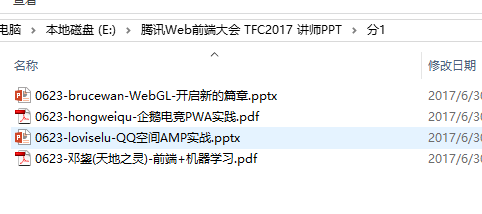 电脑 > 本地磁盘 (E:) > 腾讯Web前端大会 TFC2017 讲师PPT > 分1
名称 修改日期
0623-brucewan-WebGL-开启新的篇章.pptx 2017/6/30
0623-hongweiqu-企鹅电竞PWA实践.pdf 2017/6/30
0623-loviselu-QQ空间AMP实战.pptx 2017/6/30
0623-邓鋆(天地之灵)-前端+机器学习.pdf 2017/6/30